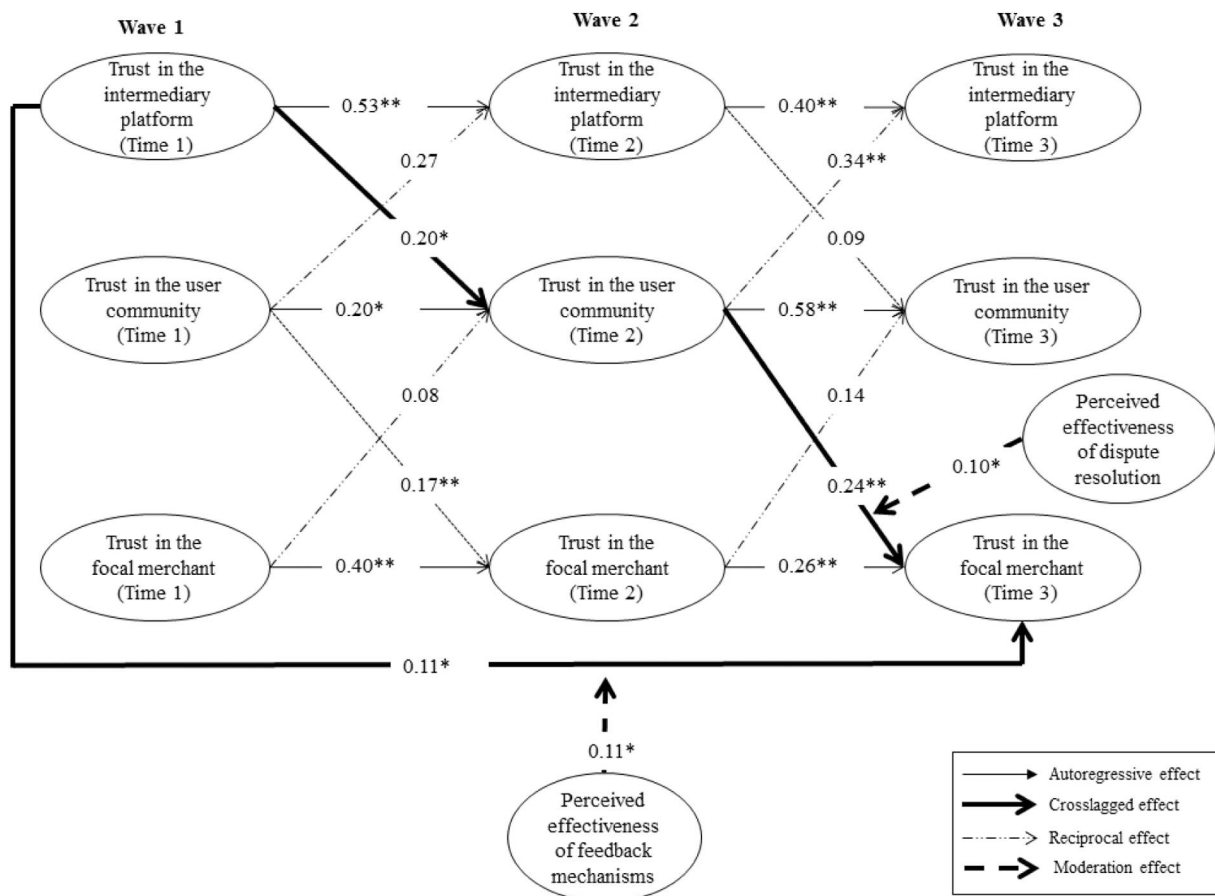 Wave 1
Wave 2
Wave 3
Trust in the
intermediary
platform
(Time 1)
0.53**
Trust in the
intermediary
platform
(Time 2)
0.40**
Trust in the
intermediary
platform
(Time 3)
0.27
0.34**
0.20*
0.09
Trust in the user
community
(Time 1)
0.20*
Trust in the user
community
(Time 2)
0.58**
Trust in the user
community
(Time 3)
0.08
0.14
Perceived
effectiveness
of dispute
resolution
0.10*
0.17**
0.24**
Trust in the
focal merchant
(Time 1)
0.40**
Trust in the
focal merchant
(Time 2)
0.26**
Trust in the
focal merchant
(Time 3)
0.11*
0.11*
Perceived
effectiveness
of feedback
mechanisms
Autoregressive effect
Crosslagged effect
Reciprocal effect
Moderation effect